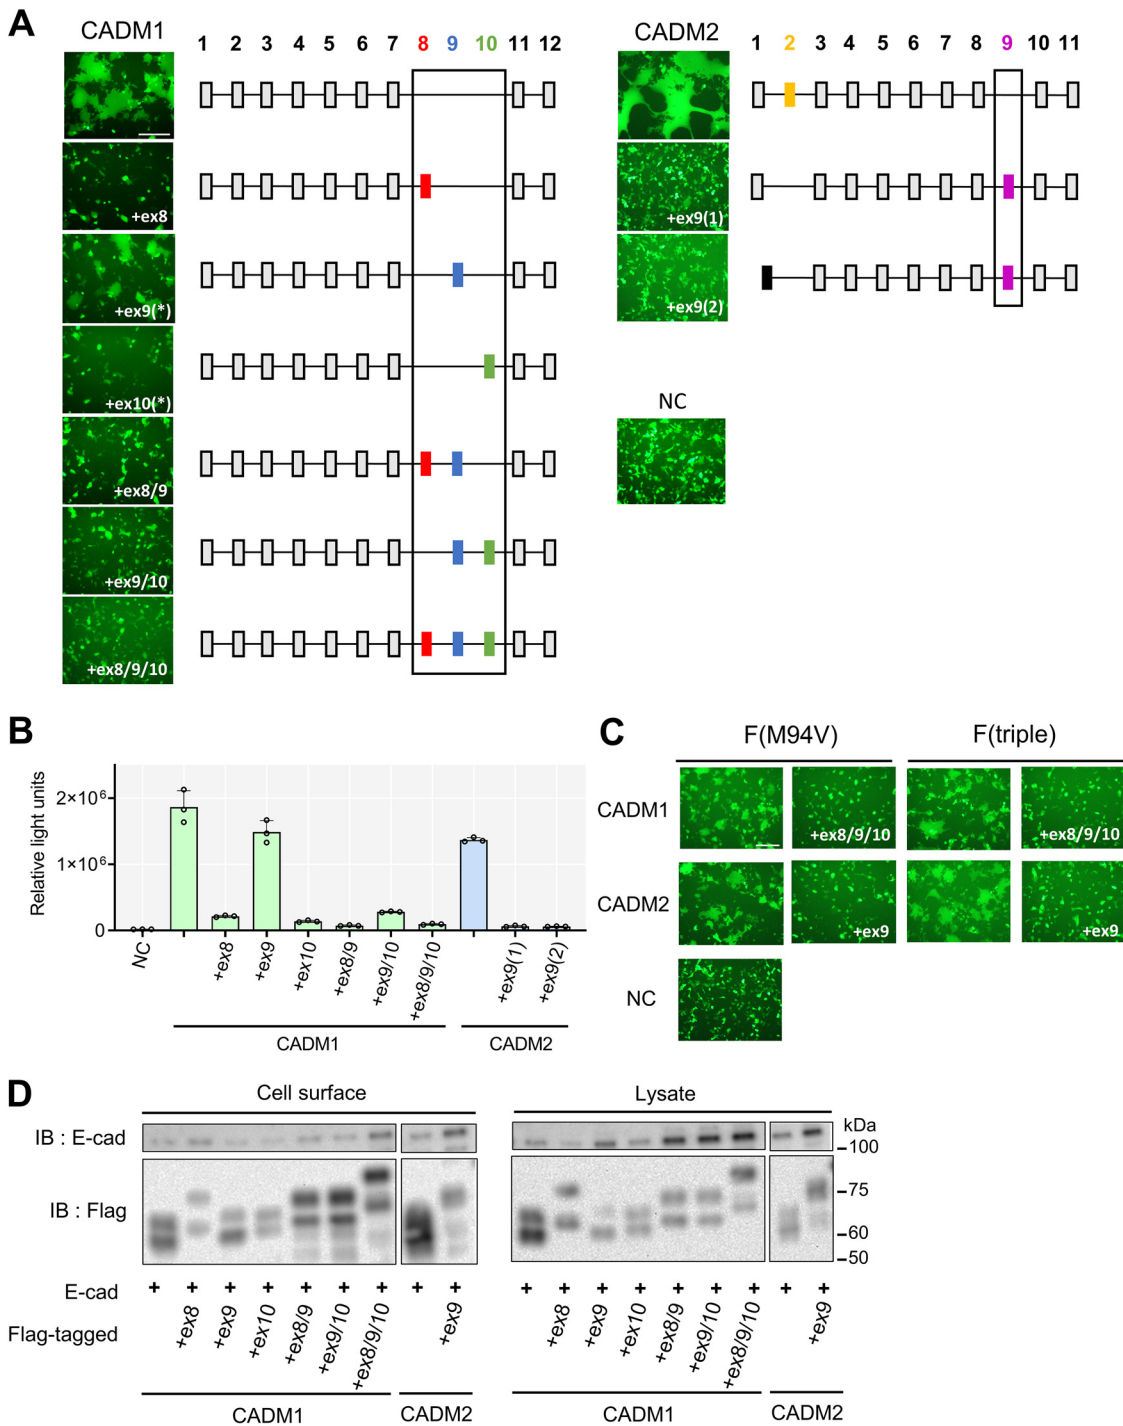 A
CADM1
1 2 3 4 5 6 7 8 9 10 11 12
+ex8
+ex9(*)
+ex10(*)
+ex8/9
+ex9/10
+ex8/9/10
CADM2
1 2 3 4 5 6 7 8 9 10 11
+ex9(1)
+ex9(2)
NC
B
Relative light units
2×10⁶
1×10⁶
0
NC
+ex8
+ex9
+ex10
+ex8/9
+ex9/10
+ex8/9/10
+ex9(1)
+ex9(2)
CADM1
CADM2
C
F(M94V)
F(triple)
CADM1
+ex8/9/10
+ex8/9/10
CADM2
+ex9
+ex9
NC
D
Cell surface
Lysate
IB : E-cad
kDa
100
IB : Flag
75
60
50
E-cad + + + + + + + + + + + + + + + + + +
Flag-tagged
+ex8
+ex9
+ex10
+ex8/9
+ex9/10
+ex8/9/10
+ex9
+ex8
+ex9
+ex10
+ex8/9
+ex9/10
+ex8/9/10
+ex9
CADM1
CADM2
CADM1
CADM2